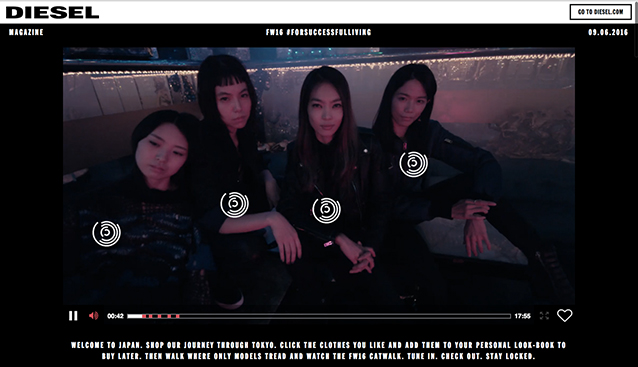 DIESEL
GO TO DIESEL.COM
MAGAZINE
FW16 #FORSUCCESSFULLIVING
09.06.2016
00:42
17:55
WELCOME TO JAPAN. SHOP OUR JOURNEY THROUGH TOKYO. CLICK THE CLOTHES YOU LIKE AND ADD THEM TO YOUR PERSONAL LOOK-BOOK TO
BUY LATER. THEN WALK WHERE ONLY MODELS TREAD AND WATCH THE FW16 CATWALK. TUNE IN. CHECK OUT. STAY LOCKED.